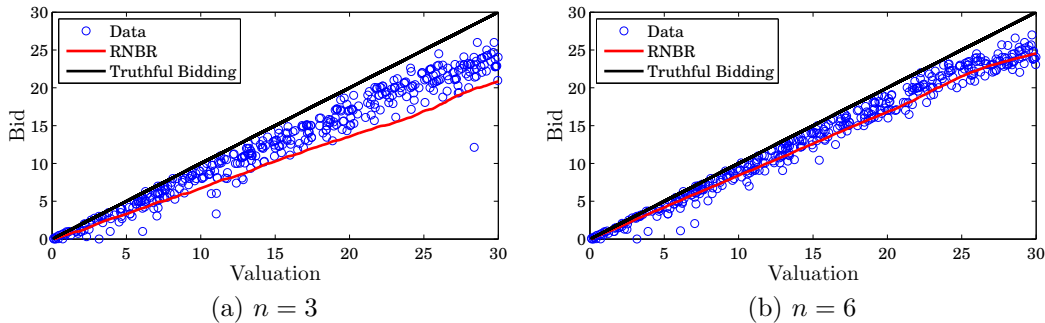 30
25
20
15
10
5
0
Bid
Data
RNBR
Truthful Bidding
0 5 10 15 20 25 30
Valuation
(a) n = 3
30
25
20
15
10
5
0
Bid
Data
RNBR
Truthful Bidding
0 5 10 15 20 25 30
Valuation
(b) n = 6